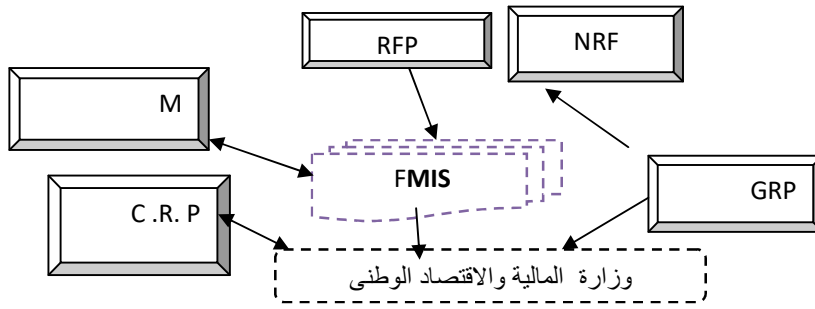 RFP
NRF
M
FMIS
GRP
C .R. P
وزارة المالية والاقتصاد الوطنى